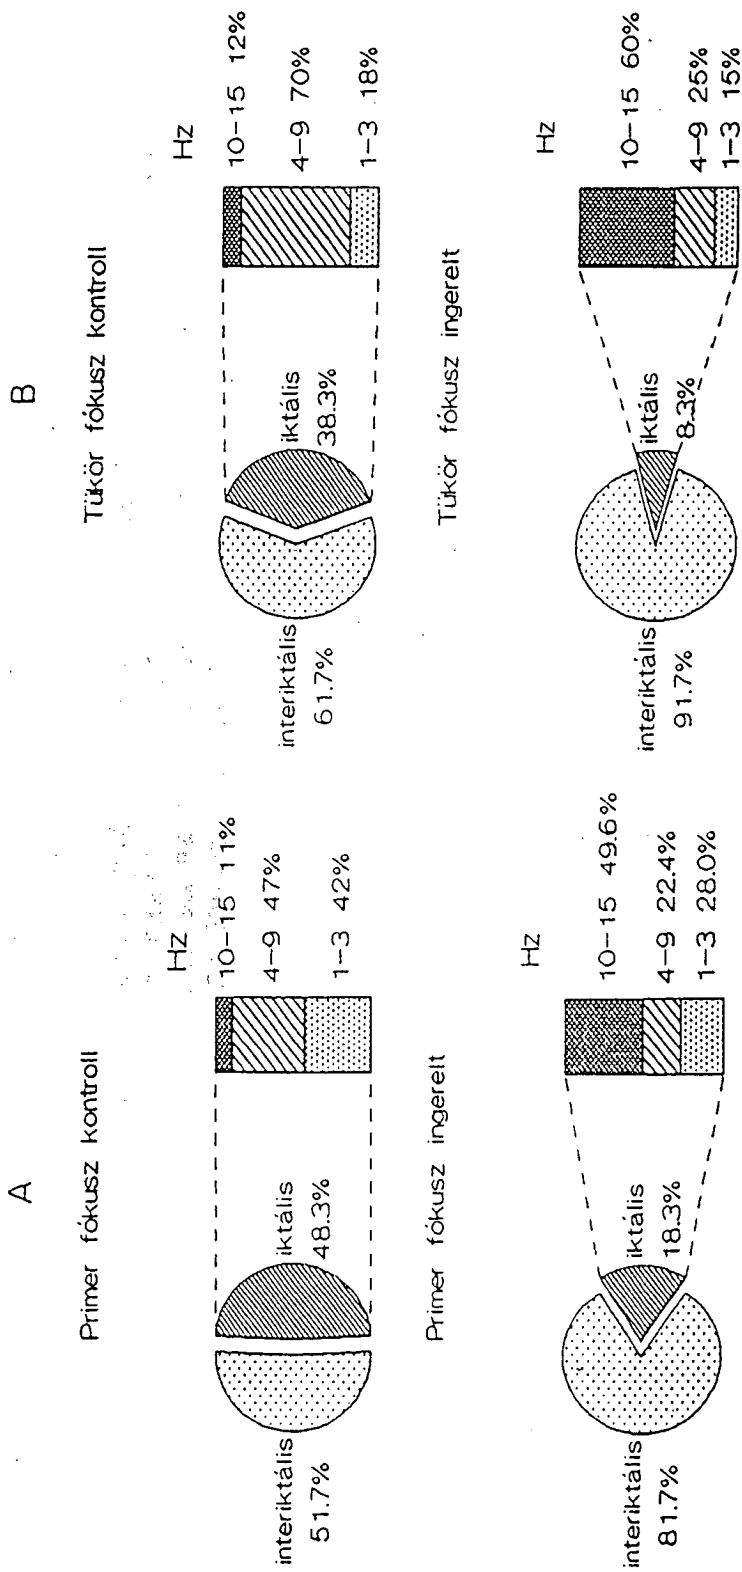 A
Primer fókusz kontroll
Hz
interiktális
51.7%
iktális
48.3%
10-15 11%
4-9 47%
1-3 42%
Primer fókusz ingerelt
Hz
interiktális
81.7%
iktális
18.3%
10-15 49.6%
4-9 22.4%
1-3 28.0%
B
Tükör fókusz kontroll
Hz
interiktális
61.7%
iktális
38.3%
10-15 12%
4-9 70%
1-3 18%
Tükör fókusz ingerelt
Hz
interiktális
91.7%
iktális
8.3%
10-15 60%
4-9 25%
1-3 15%